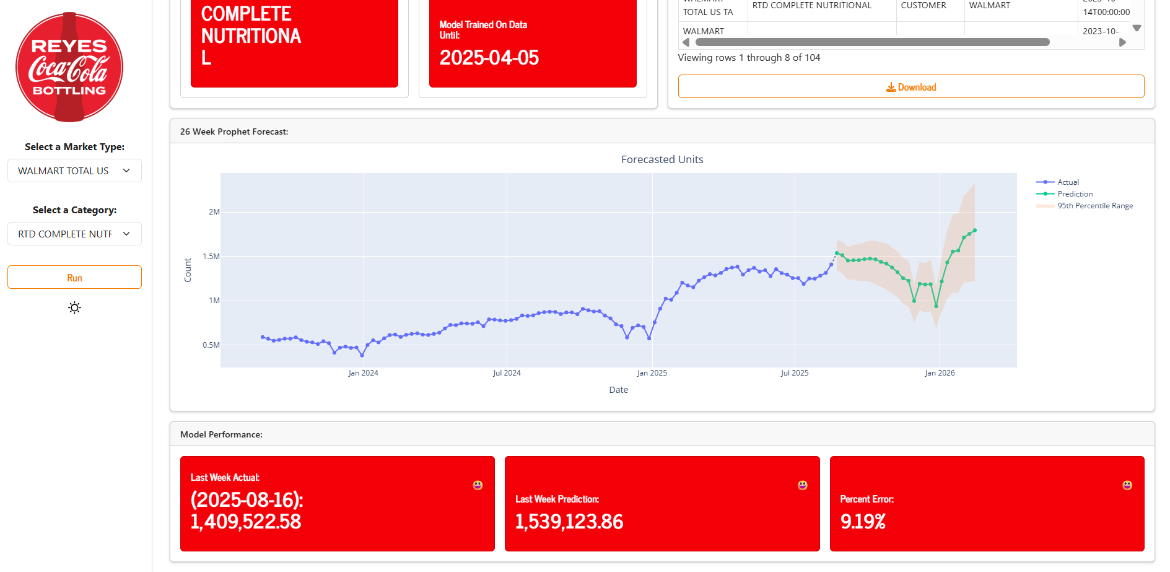 REYES
Coca-Cola
BOTTLING
Select a Market Type:
WALMART TOTAL US
Select a Category:
RTD COMPLETE NUTF
Run
COMPLETE
NUTRITIONA
L
Model Trained On Data
Until:
2025-04-05
TOTAL US TA
RTD COMPLETE NUTRITIONAL
CUSTOMER
WALMART
14T00:00:00
WALMART
2023-10-
Viewing rows 1 through 8 of 104
Download
26 Week Prophet Forecast:
Forecasted Units
Actual
Prediction
95th Percentile Range
2M
1.5M
1M
0.5M
Count
Jan 2024
Jul 2024
Jan 2025
Jul 2025
Jan 2026
Date
Model Performance:
Last Week Actual:
(2025-08-16):
1,409,522.58
Last Week Prediction:
1,539,123.86
Percent Error:
9.19%